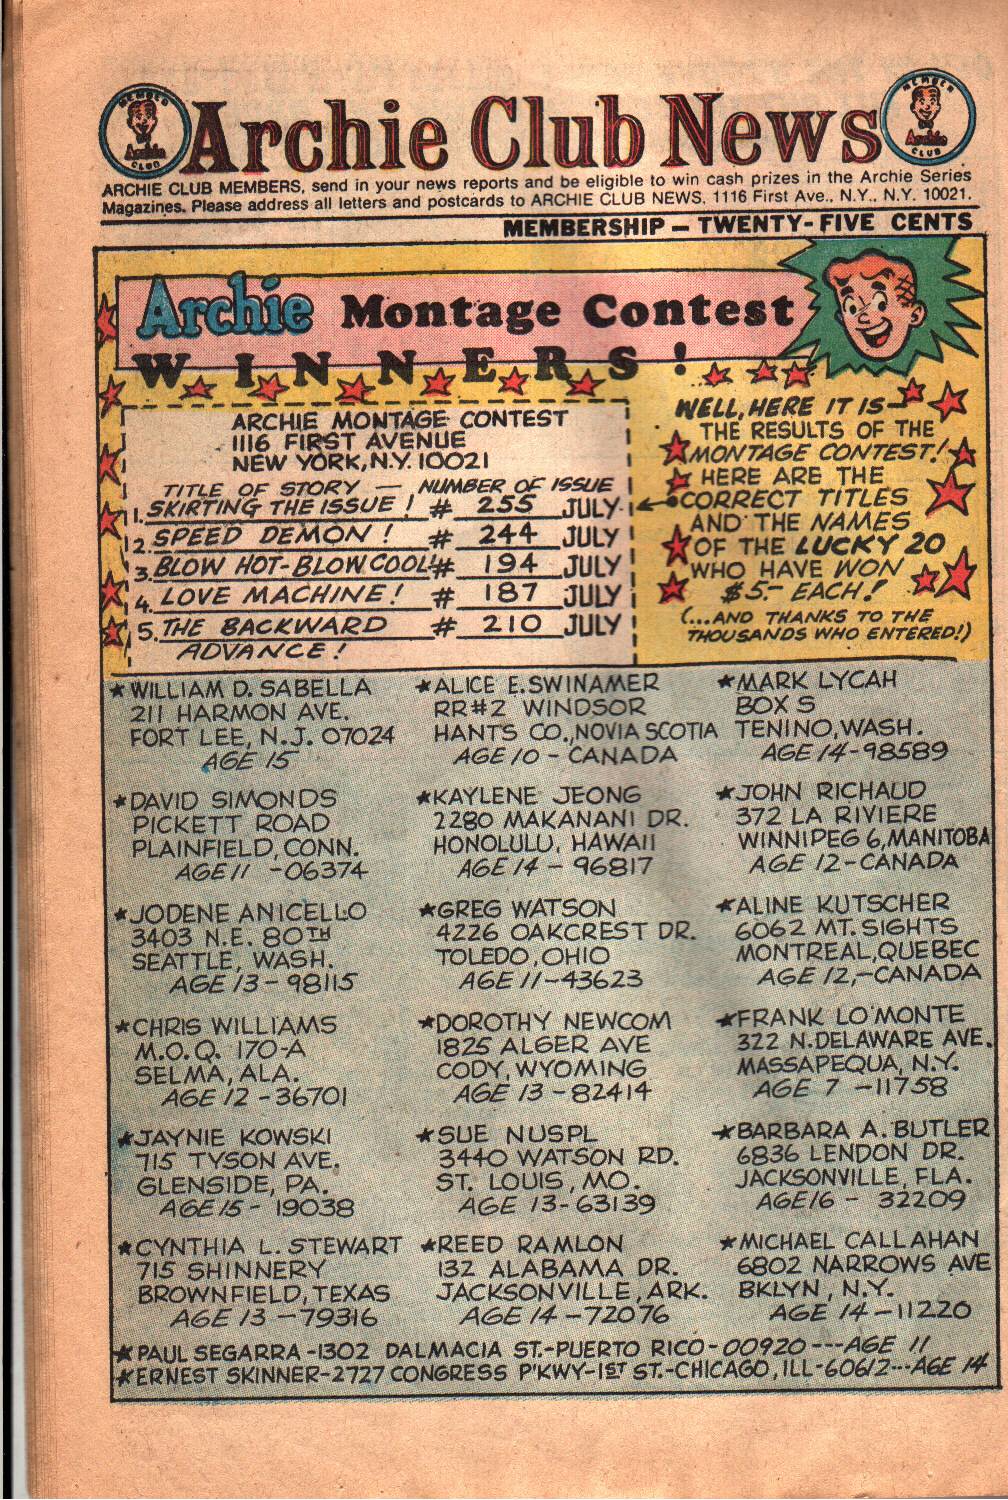 MEMBER Archie CLUB
Archie Club News
MEMBER Archie CLUB
ARCHIE CLUB MEMBERS, send in your news reports and be eligible to win cash prizes in the Archie Series
Magazines. Please address all letters and postcards to ARCHIE CLUB NEWS, 1116 First Ave., N.Y., N.Y. 10021.
MEMBERSHIP — TWENTY-FIVE CENTS
Archie Montage Contest
WINNERS!
ARCHIE MONTAGE CONTEST
1116 FIRST AVENUE
NEW YORK, N.Y. 10021
TITLE OF STORY — NUMBER OF ISSUE
1. SKIRTING THE ISSUE! # 255 JULY
2. SPEED DEMON! # 244 JULY
3. BLOW HOT-BLOW COOL! # 194 JULY
4. LOVE MACHINE! # 187 JULY
5. THE BACKWARD # 210 JULY
ADVANCE!
WELL, HERE IT IS—
THE RESULTS OF THE
MONTAGE CONTEST!
HERE ARE THE
CORRECT TITLES
AND THE NAMES
OF THE LUCKY 20
WHO HAVE WON
$5.— EACH!
(...AND THANKS TO THE
THOUSANDS WHO ENTERED!)
★WILLIAM D. SABELLA
211 HARMON AVE.
FORT LEE, N.J. 07024
AGE 15
★ALICE E. SWINAMER
RR#2 WINDSOR
HANTS CO., NOVIA SCOTIA
AGE 10 - CANADA
★MARK LYCAH
BOX S
TENINO, WASH.
AGE 14-98589
★DAVID SIMONDS
PICKETT ROAD
PLAINFIELD, CONN.
AGE 11 -06374
★KAYLENE JEONG
2280 MAKANANI DR.
HONOLULU, HAWAII
AGE 14 - 96817
★JOHN RICHAUD
372 LA RIVIERE
WINNIPEG 6, MANITOBA
AGE 12-CANADA
★JODENE ANICELLO
3403 N.E. 80TH
SEATTLE, WASH.
AGE 13-98115
★GREG WATSON
4226 OAKCREST DR.
TOLEDO, OHIO
AGE 11-43623
★ALINE KUTSCHER
6062 MT. SIGHTS
MONTREAL, QUEBEC
AGE 12,-CANADA
★CHRIS WILLIAMS
M.O.Q. 170-A
SELMA, ALA.
AGE 12 -36701
★DOROTHY NEWCOM
1825 ALGER AVE
CODY, WYOMING
AGE 13-82414
★FRANK LO'MONTE
322 N. DELAWARE AVE.
MASSAPEQUA, N.Y.
AGE 7 -11758
★JAYNIE KOWSKI
715 TYSON AVE.
GLENSIDE, PA.
AGE 15- 19038
★SUE NUSPL
3440 WATSON RD.
ST. LOUIS, MO.
AGE 13-63139
★BARBARA A. BUTLER
6836 LENDON DR.
JACKSONVILLE, FLA.
AGE 16 - 32209
★CYNTHIA L. STEWART
715 SHINNERY
BROWNFIELD, TEXAS
AGE 13 -79316
★REED RAMLON
132 ALABAMA DR.
JACKSONVILLE, ARK.
AGE 14-72076
★MICHAEL CALLAHAN
6802 NARROWS AVE
BKLYN, N.Y.
AGE 14-11220
★PAUL SEGARRA-1302 DALMACIA ST.-PUERTO RICO-00920---AGE 11
★ERNEST SKINNER-2727 CONGRESS P'KWY-1ST ST.-CHICAGO, ILL-60612---AGE 14